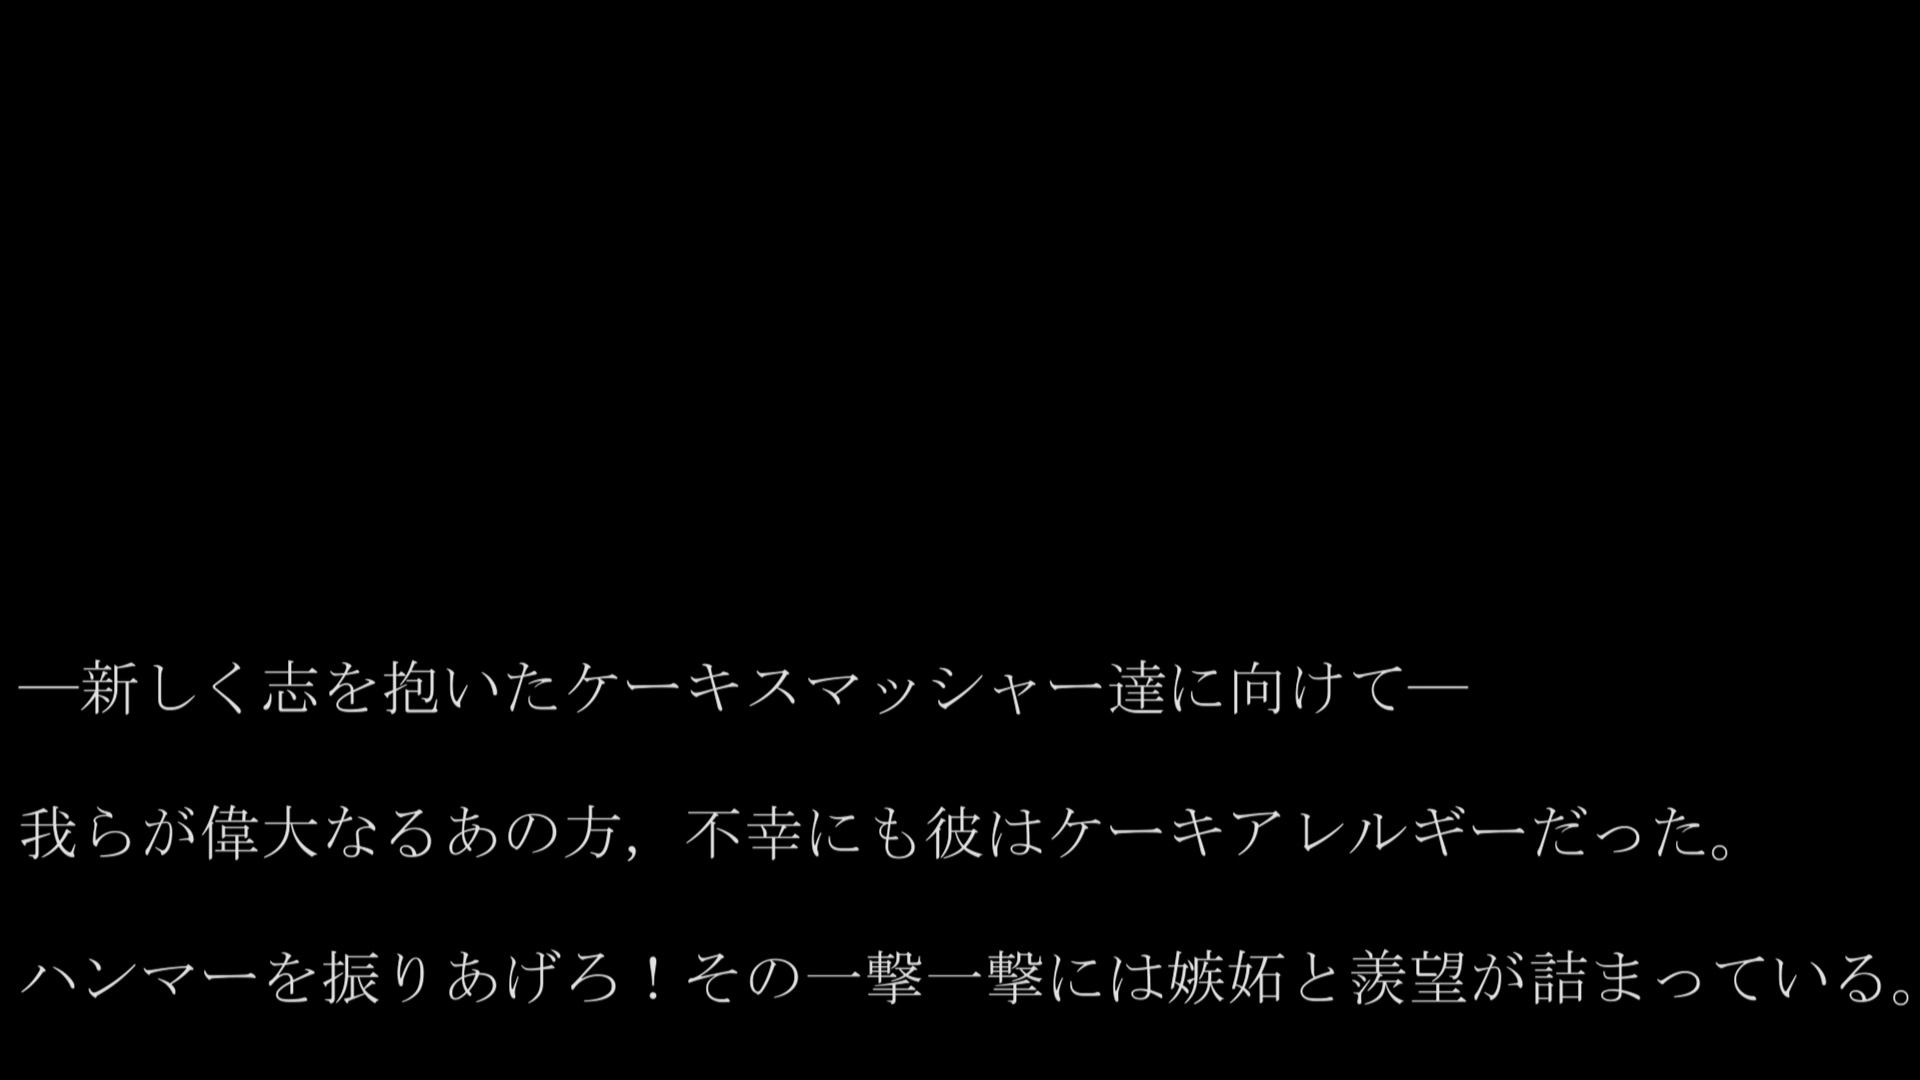 ―新しく志を抱いたケーキスマッシャー達に向けて―
我らが偉大なるあの方，不幸にも彼はケーキアレルギーだった。
ハンマーを振りあげろ！その一撃一撃には嫉妬と羨望が詰まっている。